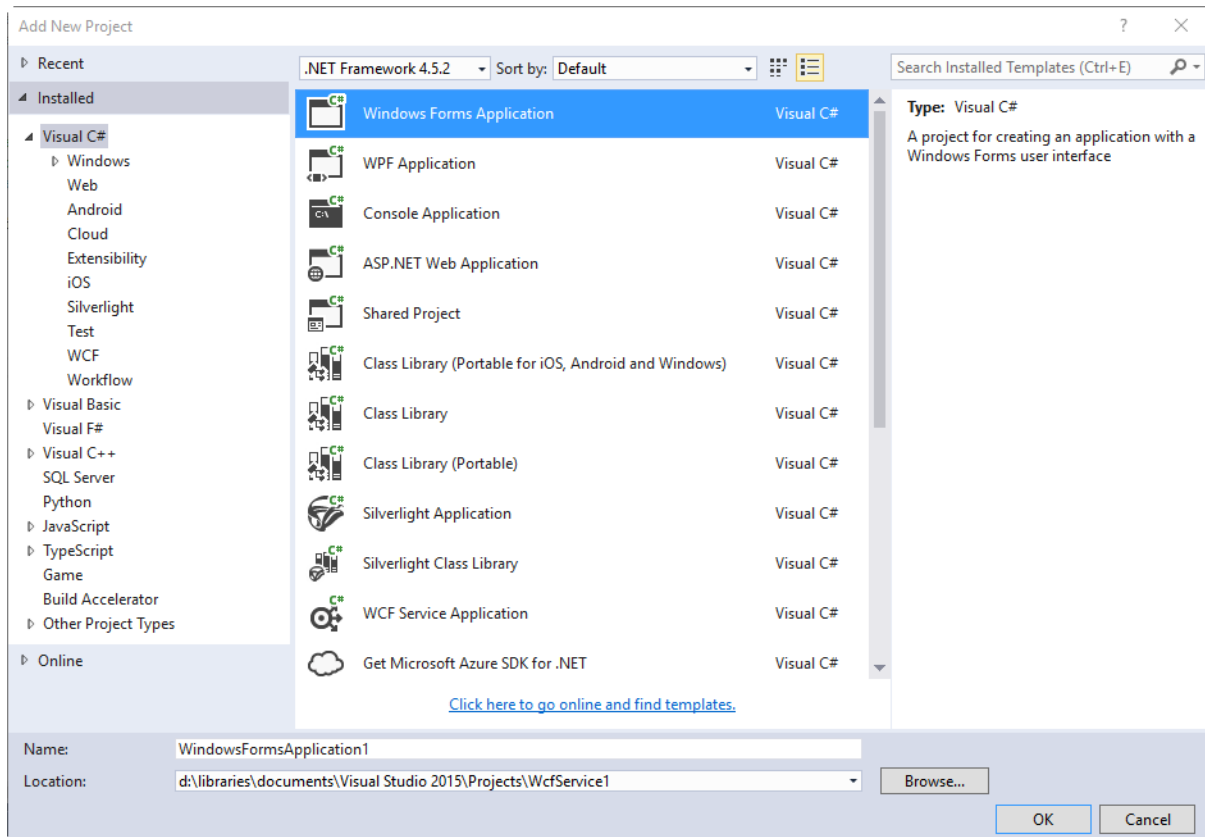 Add New Project
?
Recent
Installed
Visual C#
Windows
Web
Android
Cloud
Extensibility
iOS
Silverlight
Test
WCF
Workflow
Visual Basic
Visual F#
Visual C++
SQL Server
Python
JavaScript
TypeScript
Game
Build Accelerator
Other Project Types
Online
.NET Framework 4.5.2 Sort by: Default
C# Windows Forms Application Visual C#
C# WPF Application Visual C#
C# C:\ Console Application Visual C#
C# ASP.NET Web Application Visual C#
C# Shared Project Visual C#
C# Class Library (Portable for iOS, Android and Windows) Visual C#
C# Class Library Visual C#
C# Class Library (Portable) Visual C#
C# Silverlight Application Visual C#
C# Silverlight Class Library Visual C#
C# WCF Service Application Visual C#
Get Microsoft Azure SDK for .NET Visual C#
Click here to go online and find templates.
Search Installed Templates (Ctrl+E)
Type: Visual C#
A project for creating an application with a
Windows Forms user interface
Name: WindowsFormsApplication1
Location: d:\libraries\documents\Visual Studio 2015\Projects\WcfService1 Browse...
OK Cancel